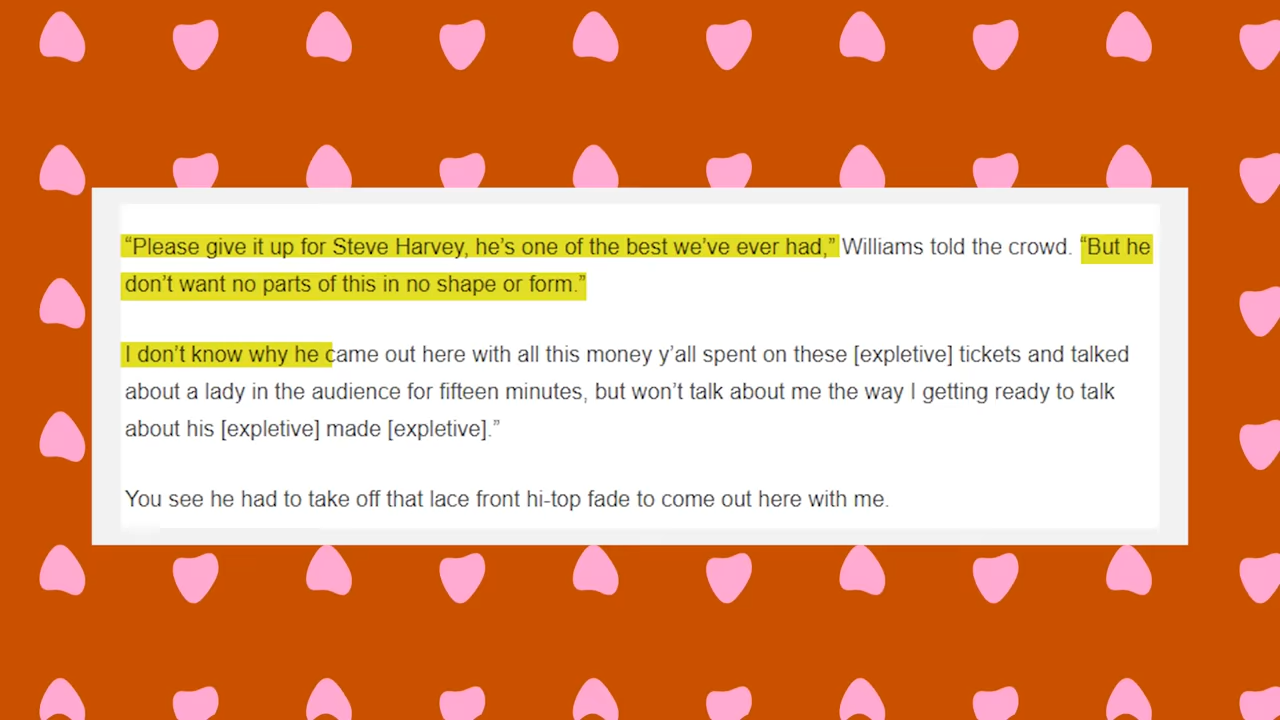 “Please give it up for Steve Harvey, he’s one of the best we’ve ever had,” Williams told the crowd. “But he
don’t want no parts of this in no shape or form.”
I don’t know why he came out here with all this money y’all spent on these [expletive] tickets and talked
about a lady in the audience for fifteen minutes, but won’t talk about me the way I getting ready to talk
about his [expletive] made [expletive].”
You see he had to take off that lace front hi-top fade to come out here with me.